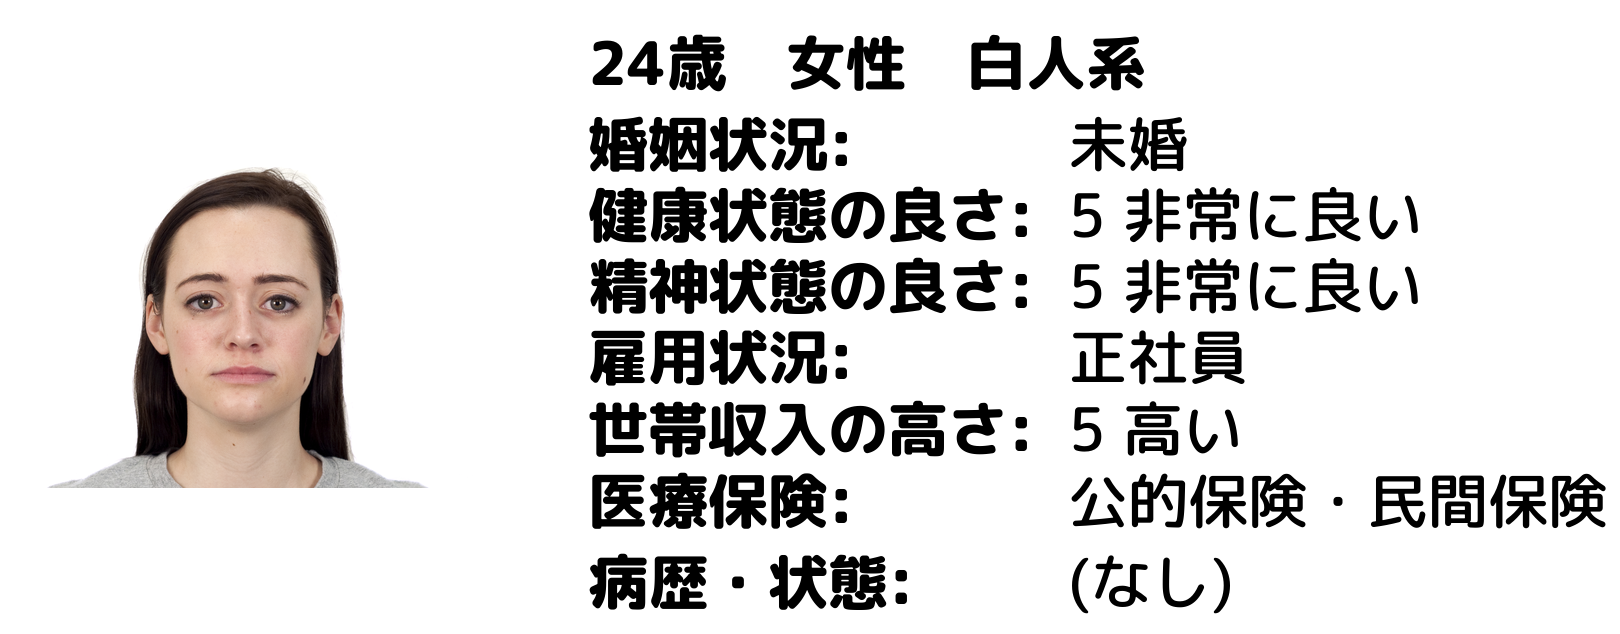 24歳　女性　白人系
婚姻状況: 未婚
健康状態の良さ: 5 非常に良い
精神状態の良さ: 5 非常に良い
雇用状況: 正社員
世帯収入の高さ: 5 高い
医療保険: 公的保険・民間保険
病歴・状態: (なし)